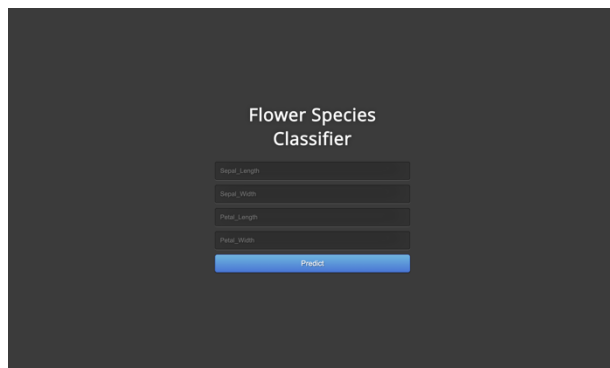 Flower Species
Classifier
Sepal_Length
Sepal_Width
Petal_Length
Petal_Width
Predict